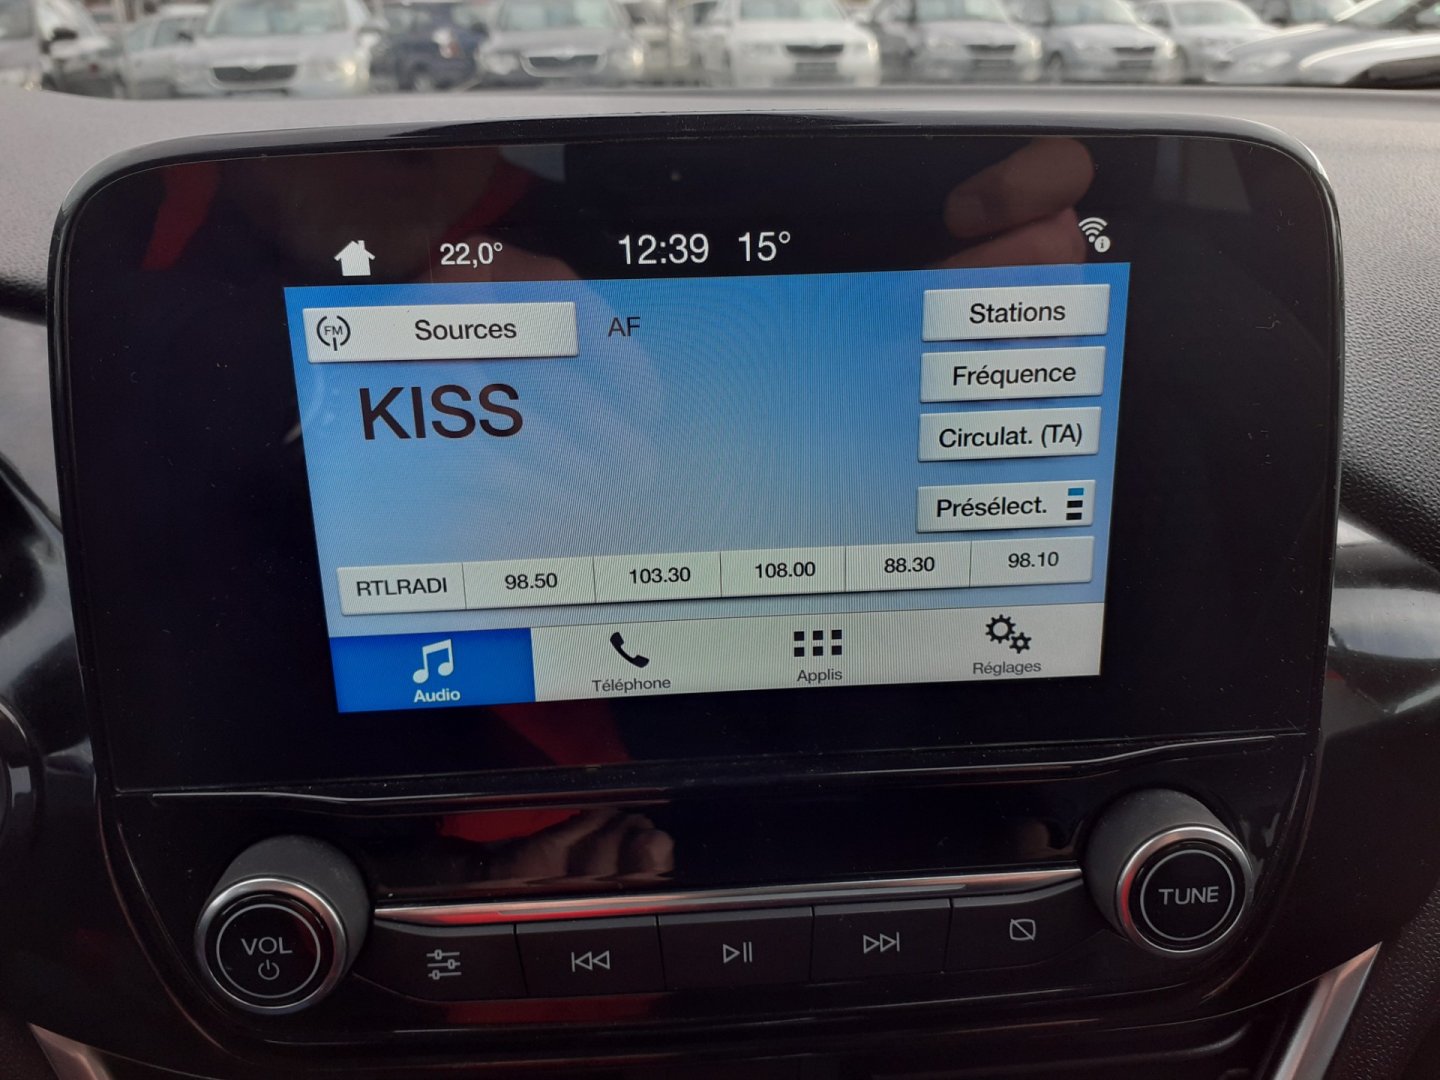 22,0° 12:39 15°
FM Sources AF Stations
KISS
Fréquence
Circulat. (TA)
Présélect.
RTLRADI 98.50 103.30 108.00 88.30 98.10
Audio Téléphone Applis Réglages
VOL TUNE